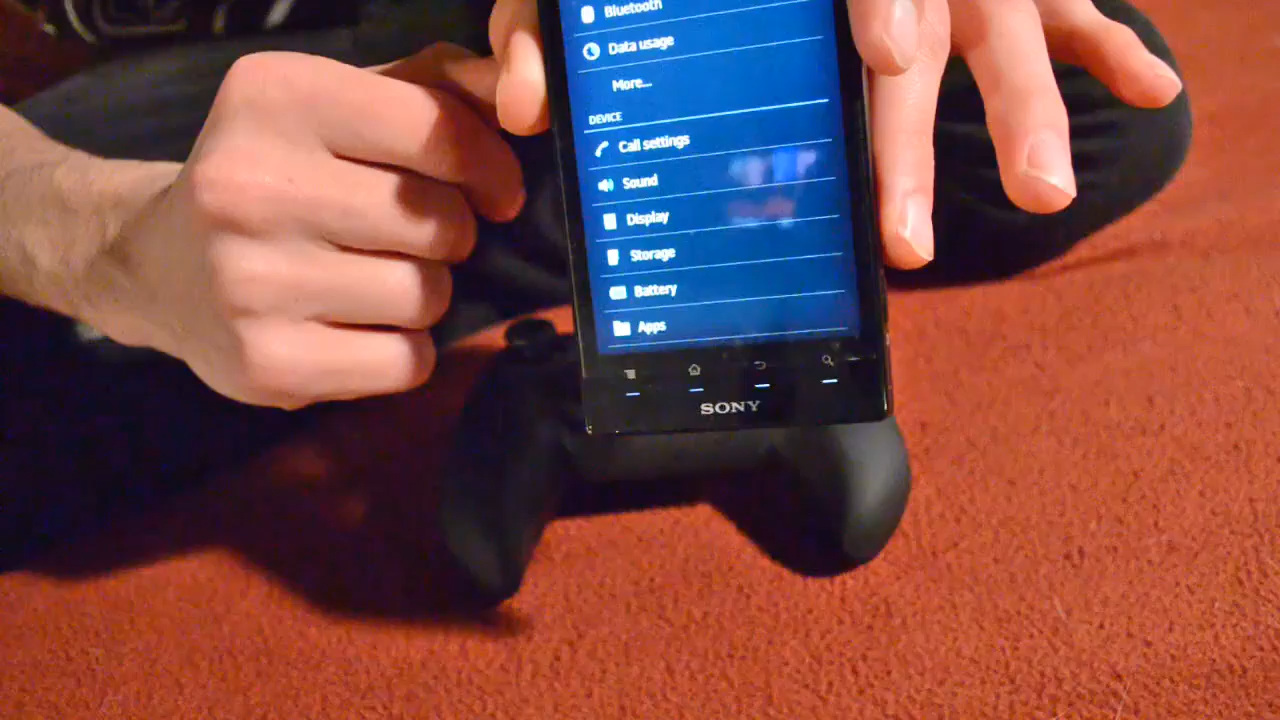 Bluetooth
Data usage
More...
DEVICE
Call settings
Sound
Display
Storage
Battery
Apps
SONY